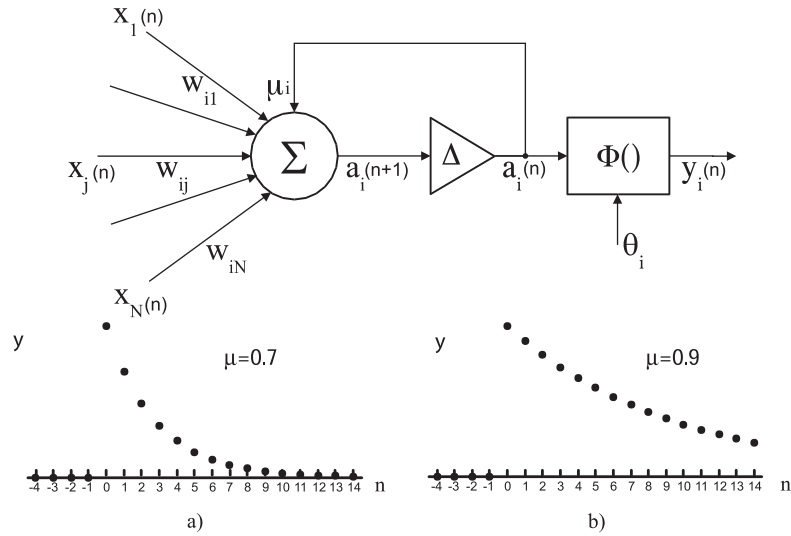 x1(n)
wi1
μi
xj(n)
wij
Σ
ai(n+1)
Δ
ai(n)
Φ()
yi(n)
θi
wiN
xN(n)
y
μ=0.7
-4 -3 -2 -1 0 1 2 3 4 5 6 7 8 9 10 11 12 13 14 n
a)
y
μ=0.9
-4 -3 -2 -1 0 1 2 3 4 5 6 7 8 9 10 11 12 13 14 n
b)